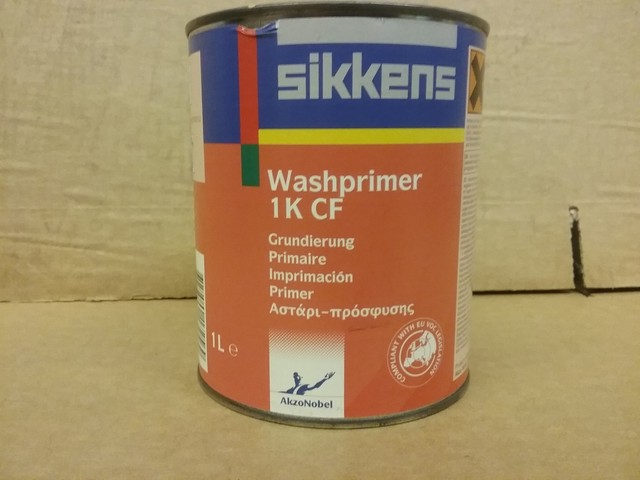 sikkens
Washprimer
1K CF
Grundierung
Primaire
Imprimación
Primer
Αστάρι-πρόσφυσης
1L e
COMPLIANT WITH EU VOC LEGISLATION
AkzoNobel